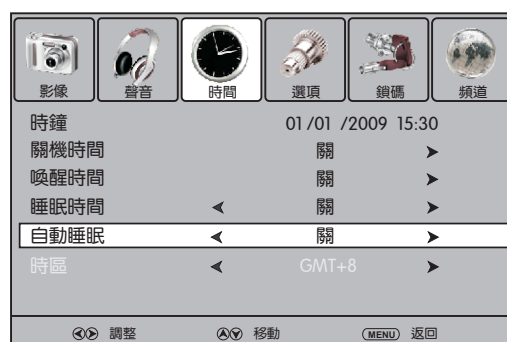 影像 聲音 時間 選項 鎖碼 頻道
時鐘 01/01 /2009 15:30
關機時間 關
喚醒時間 關
睡眠時間 關
自動睡眠 關
時區 GMT+8
調整 移動 MENU 返回